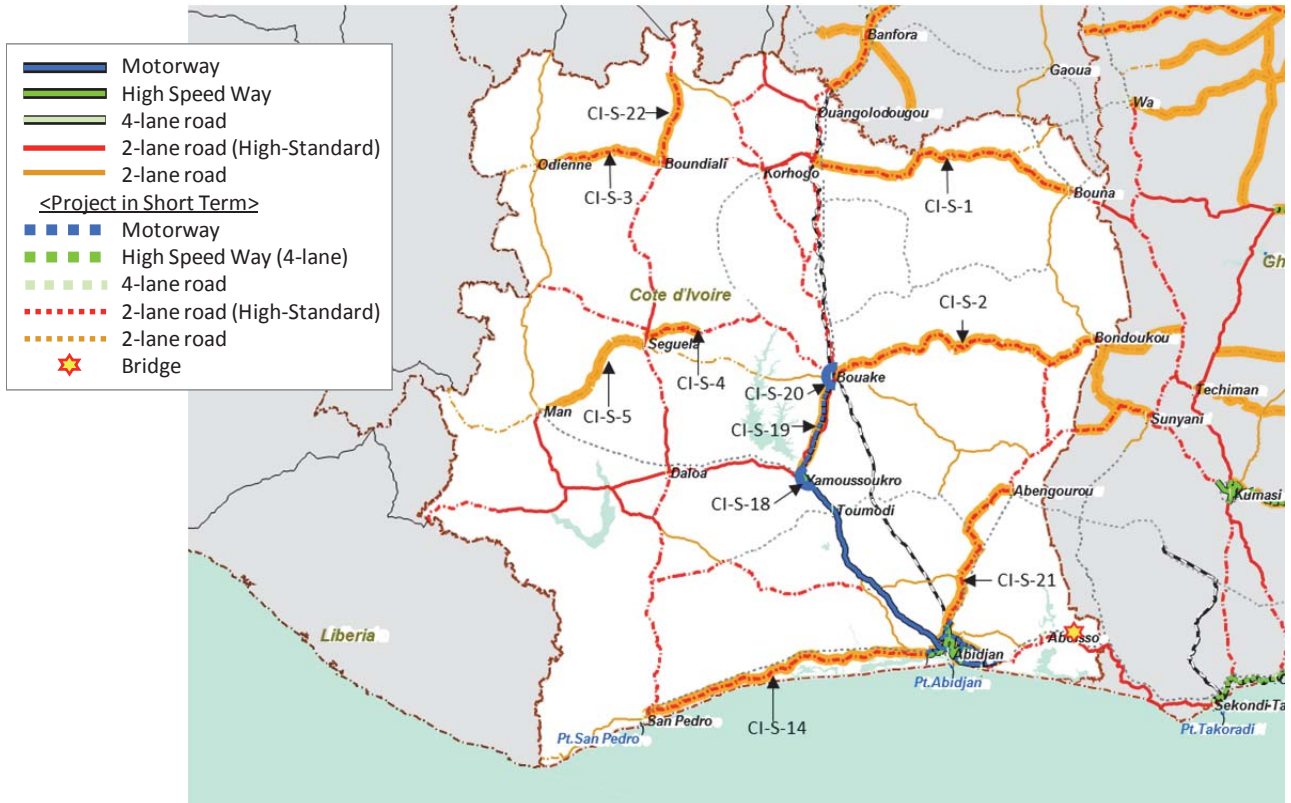 Motorway
High Speed Way
4-lane road
2-lane road (High-Standard)
2-lane road
<Project in Short Term>
Motorway
High Speed Way (4-lane)
4-lane road
2-lane road (High-Standard)
2-lane road
Bridge
Banfora
Gaoua
Wa
CI-S-22
Ouangolodougou
Odienne
Boundiali
Korhogo
CI-S-3
CI-S-1
Bouna
Gh
Cote d'Ivoire
CI-S-2
Seguela
Bondoukou
CI-S-4
Bouake
CI-S-20
Techiman
Man
CI-S-5
CI-S-19
Sunyani
Daloa
Yamoussoukro
CI-S-18
Abengourou
Kumasi
Toumodi
CI-S-21
Liberia
Aboisso
Abidjan
Pt.Abidjan
San Pedro
CI-S-14
Pt.San Pedro
Sekondi-Ta
Pt.Takoradi